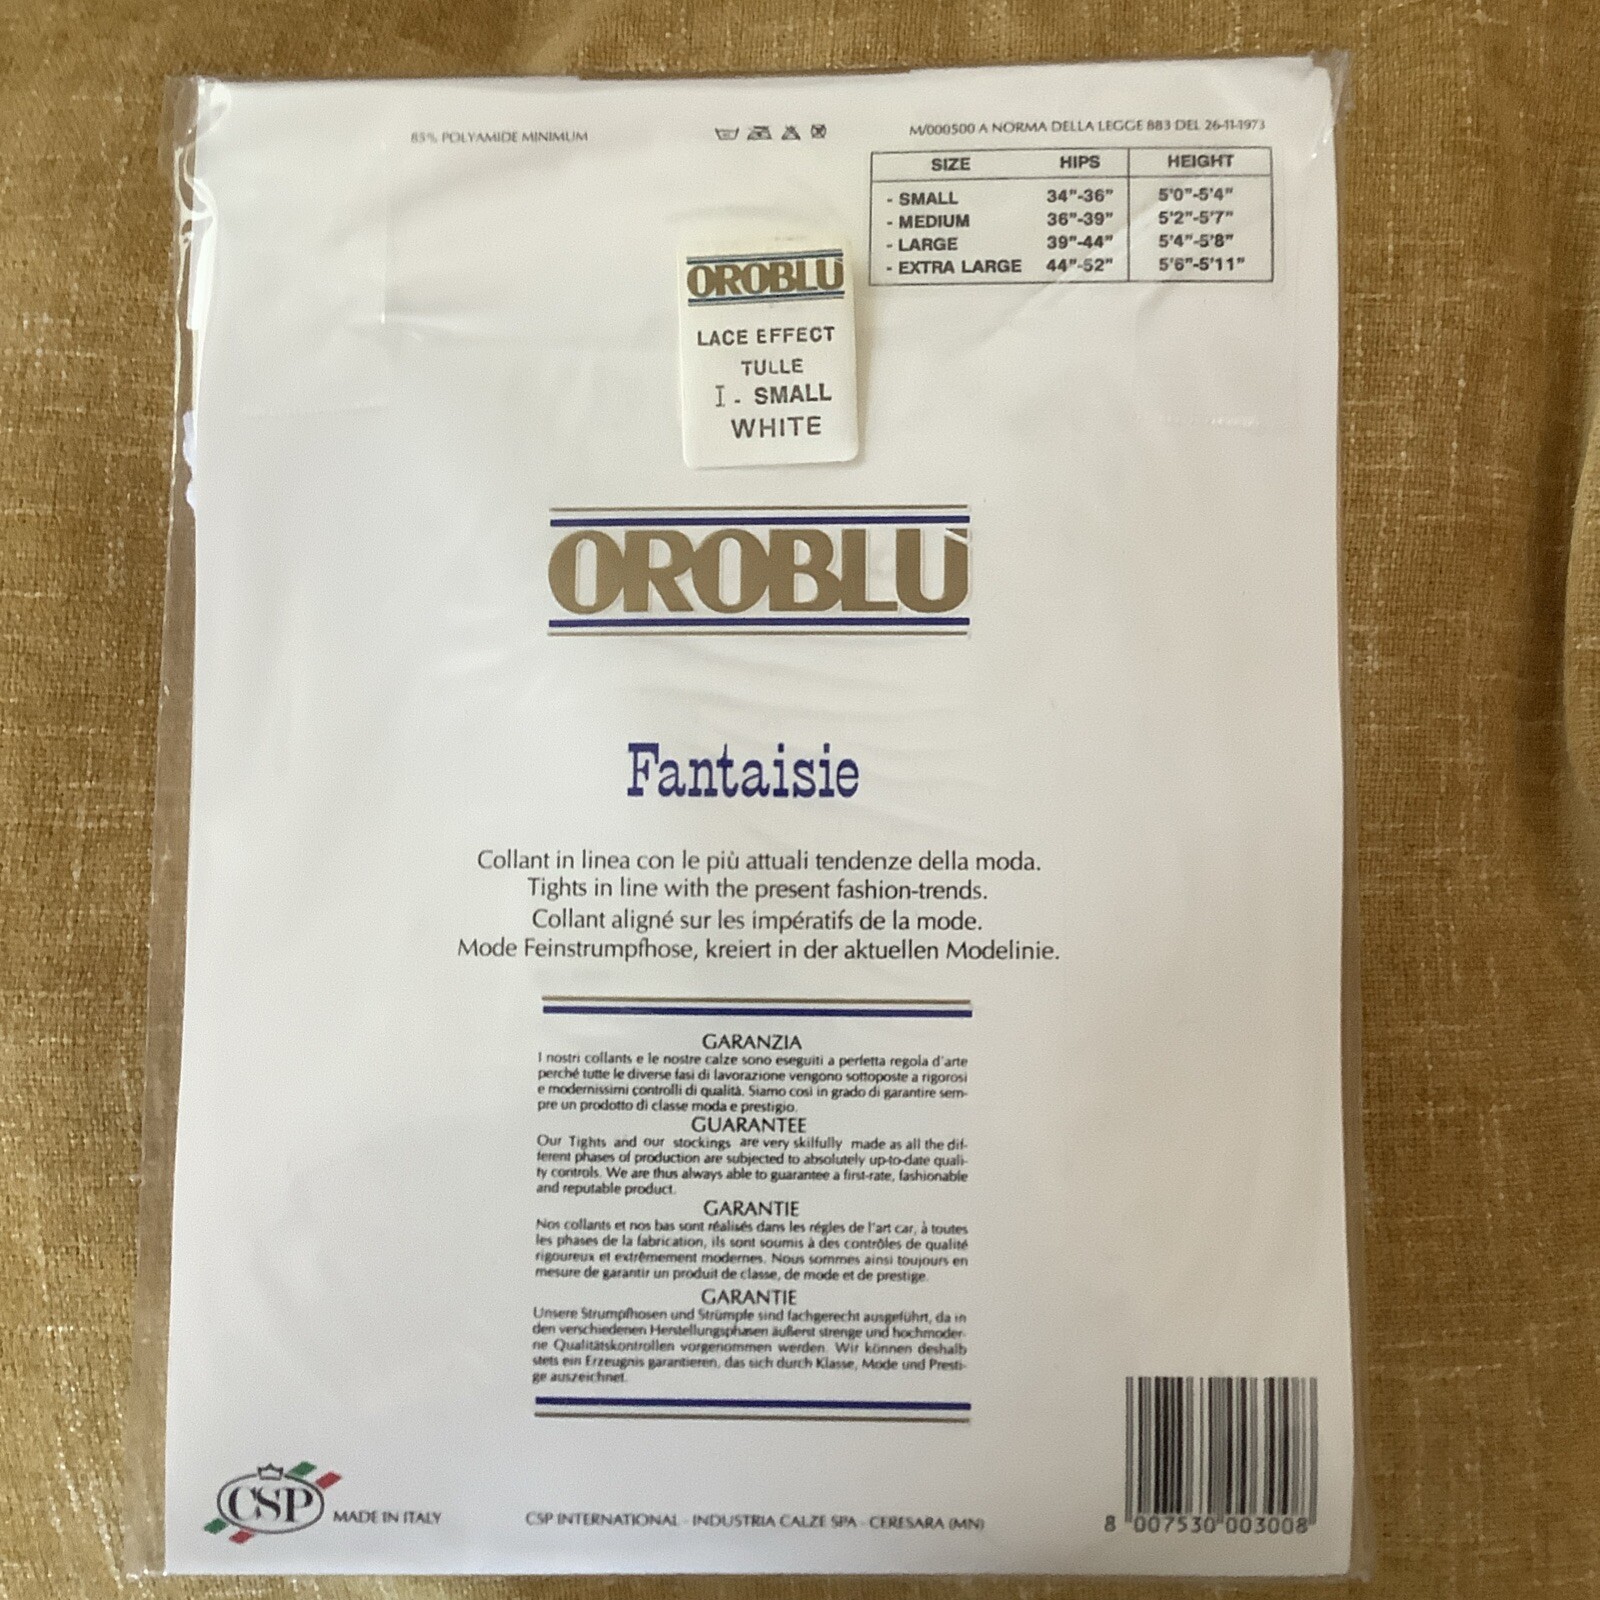 85% POLYAMIDE MINIMUM
M/000500 A NORMA DELLA LEGGE 883 DEL 26-11-1973
SIZE HIPS HEIGHT
- SMALL 34"-36" 5'0"-5'4"
- MEDIUM 36"-39" 5'2"-5'7"
- LARGE 39"-44" 5'4"-5'8"
- EXTRA LARGE 44"-52" 5'6"-5'11"
OROBLÙ
LACE EFFECT
TULLE
I - SMALL
WHITE
OROBLÙ
Fantaisie
Collant in linea con le più attuali tendenze della moda.
Tights in line with the present fashion-trends.
Collant aligné sur les impératifs de la mode.
Mode Feinstrumpfhose, kreiert in der aktuellen Modelinie.
GARANZIA
I nostri collants e le nostre calze sono eseguiti a perfetta regola d'arte
perché tutte le diverse fasi di lavorazione vengono sottoposte a rigorosi
e modernissimi controlli di qualità. Siamo così in grado di garantire sem-
pre un prodotto di classe moda e prestigio.
GUARANTEE
Our Tights and our stockings are very skilfully made as all the dif-
ferent phases of production are subjected to absolutely up-to-date quali-
ty controls. We are thus always able to guarantee a first-rate, fashionable
and reputable product.
GARANTIE
Nos collants et nos bas sont réalisés dans les régles de l'art car, à toutes
les phases de la fabrication, ils sont soumis à des contrôles de qualité
rigoureux et extrêmement modernes. Nous sommes ainsi toujours en
mesure de garantir un produit de classe, de mode et de prestige.
GARANTIE
Unsere Strumpfhosen und Strümpfe sind fachgerecht ausgeführt, da in
den verschiedenen Herstellungsphasen äußerst strenge und hochmoder-
ne Qualitätskontrollen vorgenommen werden. Wir können deshalb
stets ein Erzeugnis garantieren, das sich durch Klasse, Mode und Presti-
ge auszeichnet.
CSP MADE IN ITALY
CSP INTERNATIONAL - INDUSTRIA CALZE SPA - CERESARA (MN)
8 007530 003008